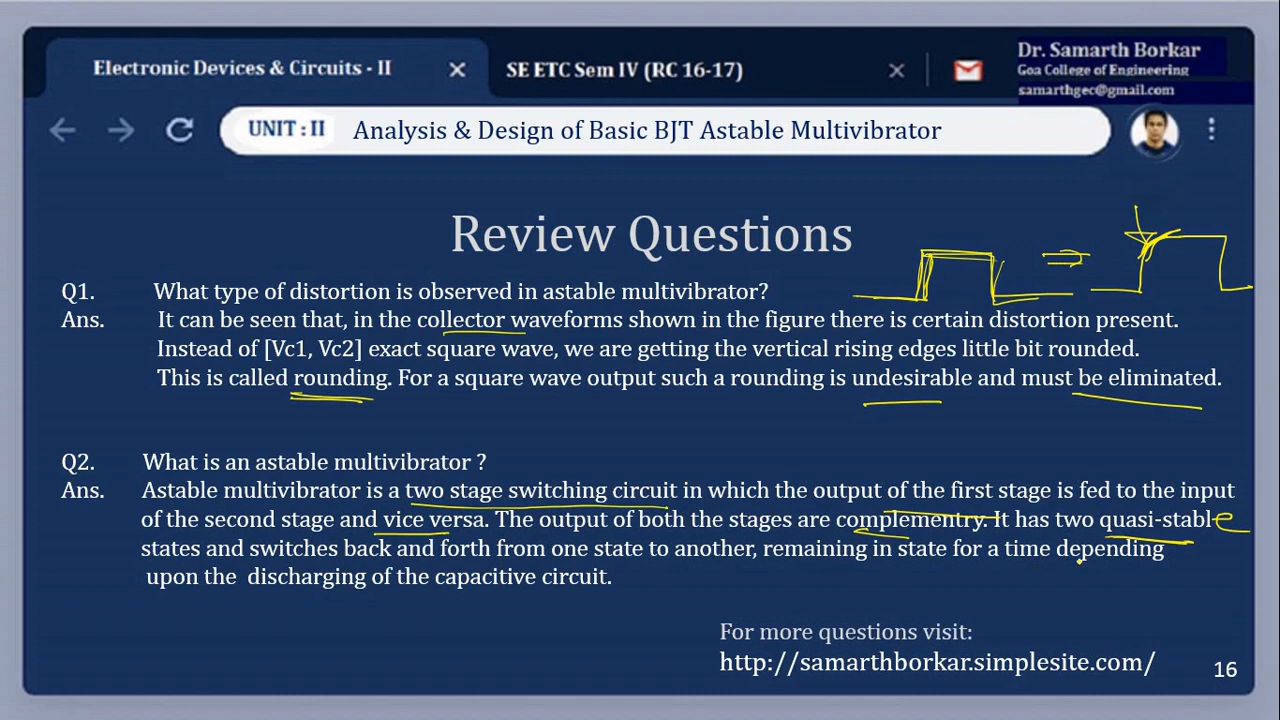 Electronic Devices & Circuits - II
SE ETC Sem IV (RC 16-17)
Dr. Samarth Borkar
Goa College of Engineering
samarthgec@gmail.com
UNIT : II
Analysis & Design of Basic BJT Astable Multivibrator
Review Questions
Q1. What type of distortion is observed in astable multivibrator?
Ans. It can be seen that, in the collector waveforms shown in the figure there is certain distortion present.
Instead of [Vc1, Vc2] exact square wave, we are getting the vertical rising edges little bit rounded.
This is called rounding. For a square wave output such a rounding is undesirable and must be eliminated.
Q2. What is an astable multivibrator ?
Ans. Astable multivibrator is a two stage switching circuit in which the output of the first stage is fed to the input
of the second stage and vice versa. The output of both the stages are complementry. It has two quasi-stable
states and switches back and forth from one state to another, remaining in state for a time depending
upon the discharging of the capacitive circuit.
For more questions visit:
http://samarthborkar.simplesite.com/
16